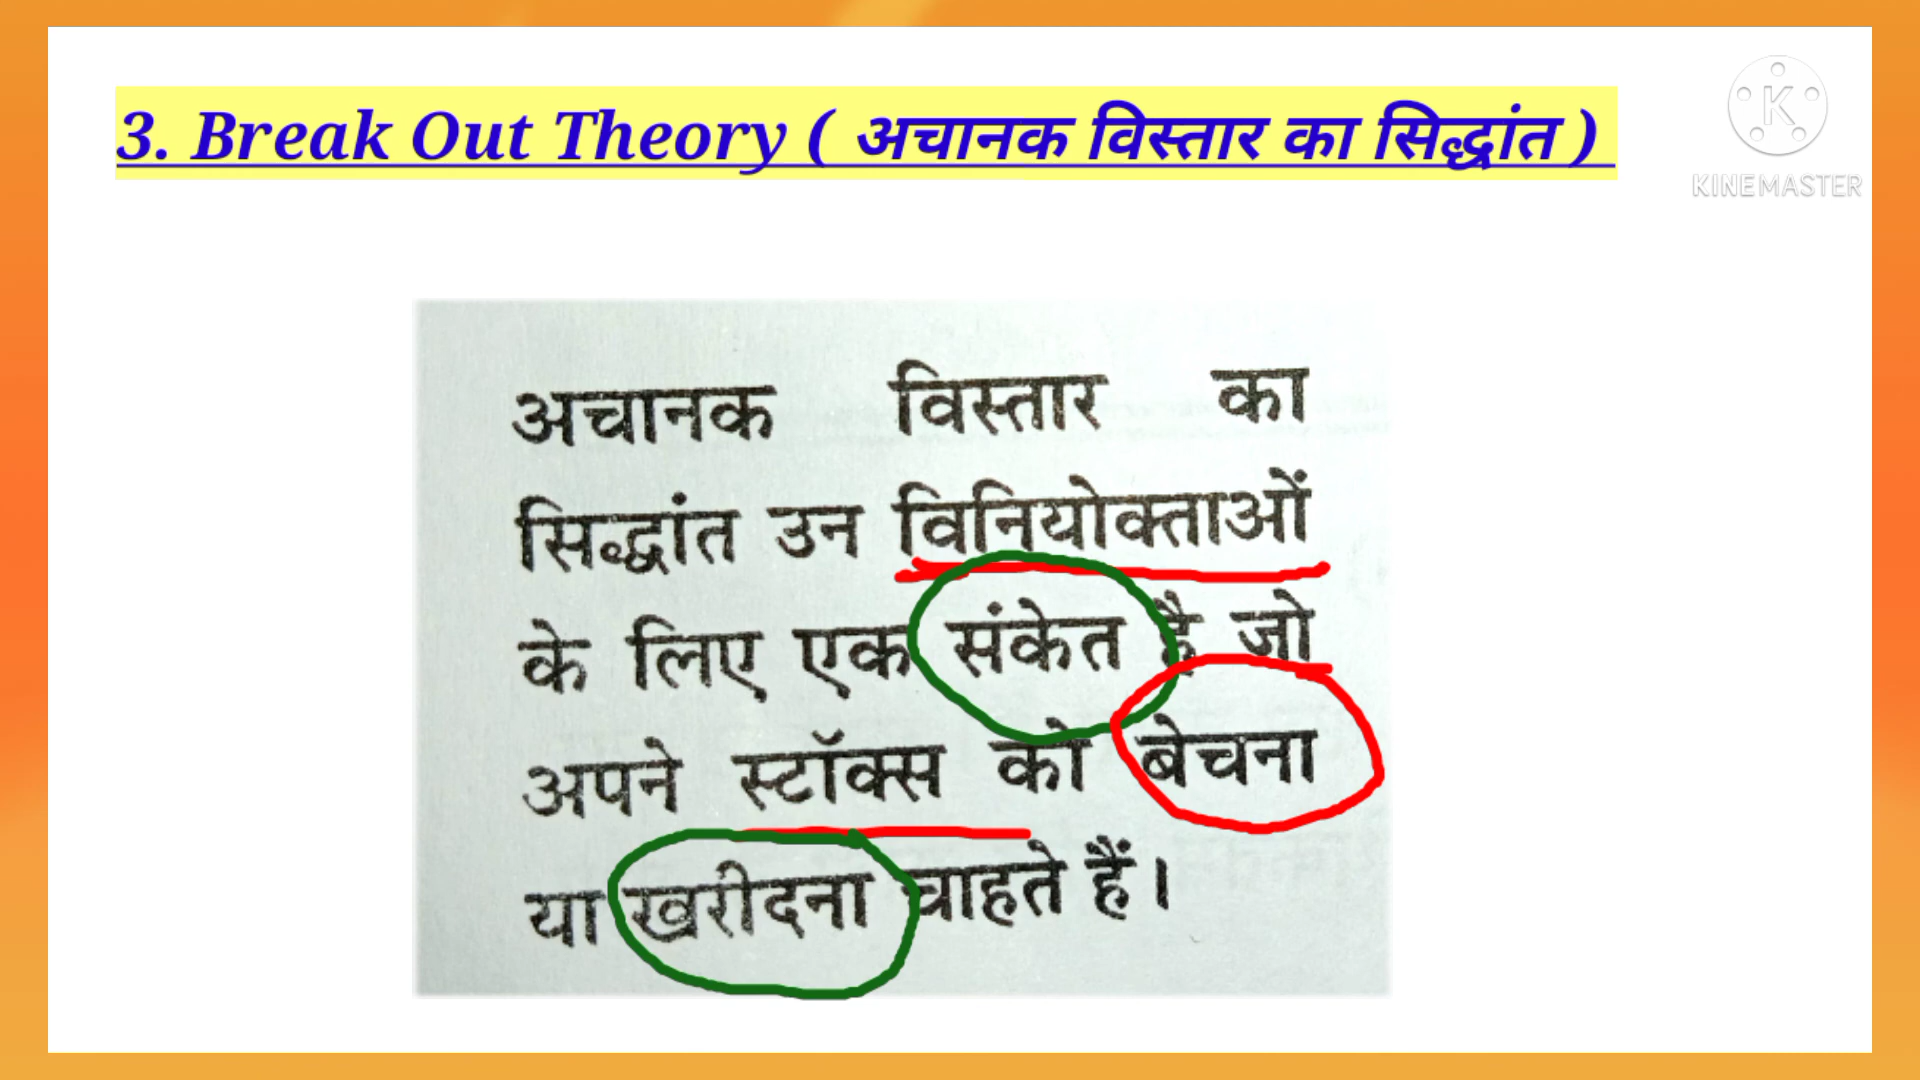 3. Break Out Theory ( अचानक विस्तार का सिद्धांत )
KINEMASTER
अचानक विस्तार का
सिद्धांत उन विनियोक्ताओं
के लिए एक संकेत है जो
अपने स्टॉक्स को बेचना
या खरीदना चाहते हैं।